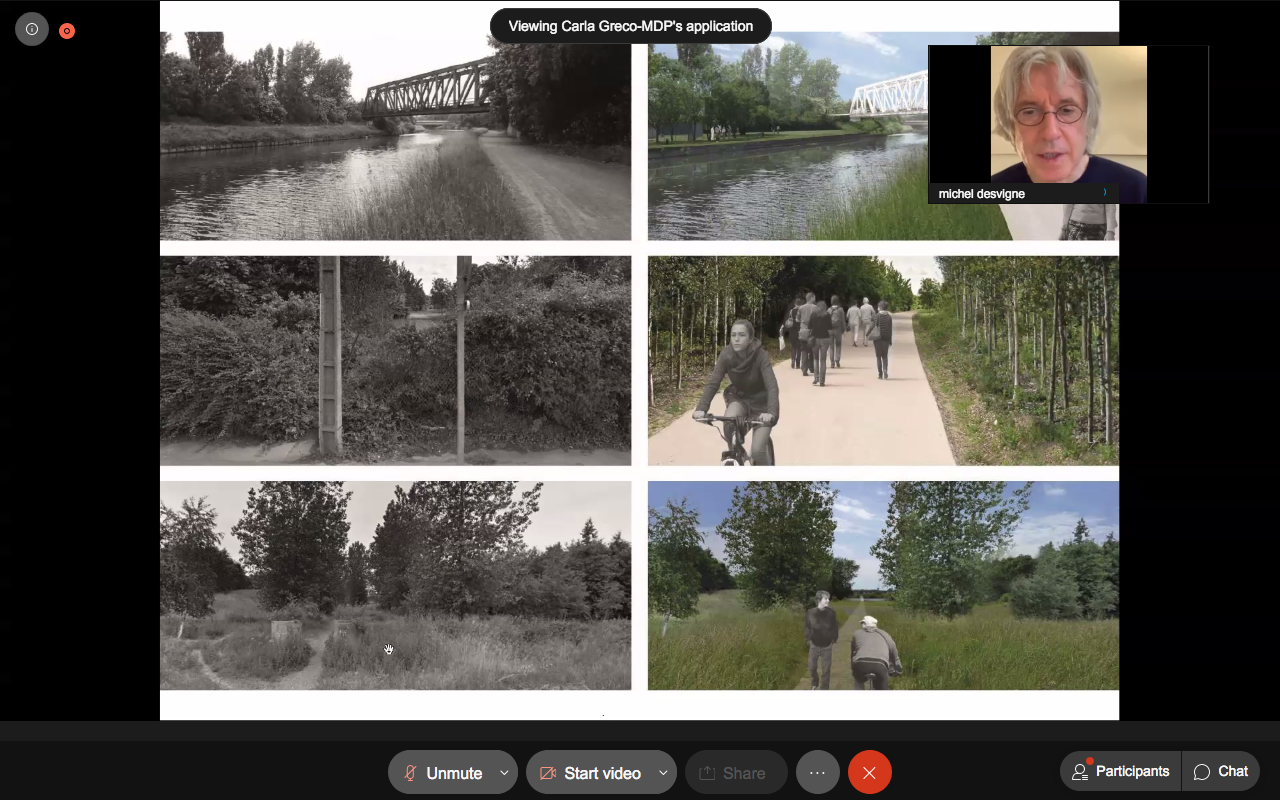 Viewing Carla Greco-MDP's application
michel desvigne
Unmute
Start video
Share
Participants
Chat